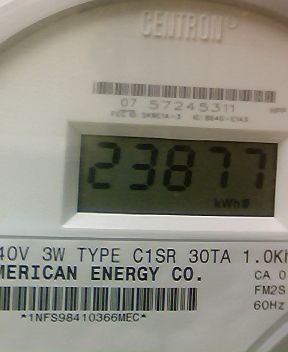 CENTRON
07 57245311
23877
kWh
40V 3W TYPE C1SR 30TA 1.0Kh
MERICAN ENERGY CO.
CA 0
FM2S
60Hz
*1NFS98410366MEC*